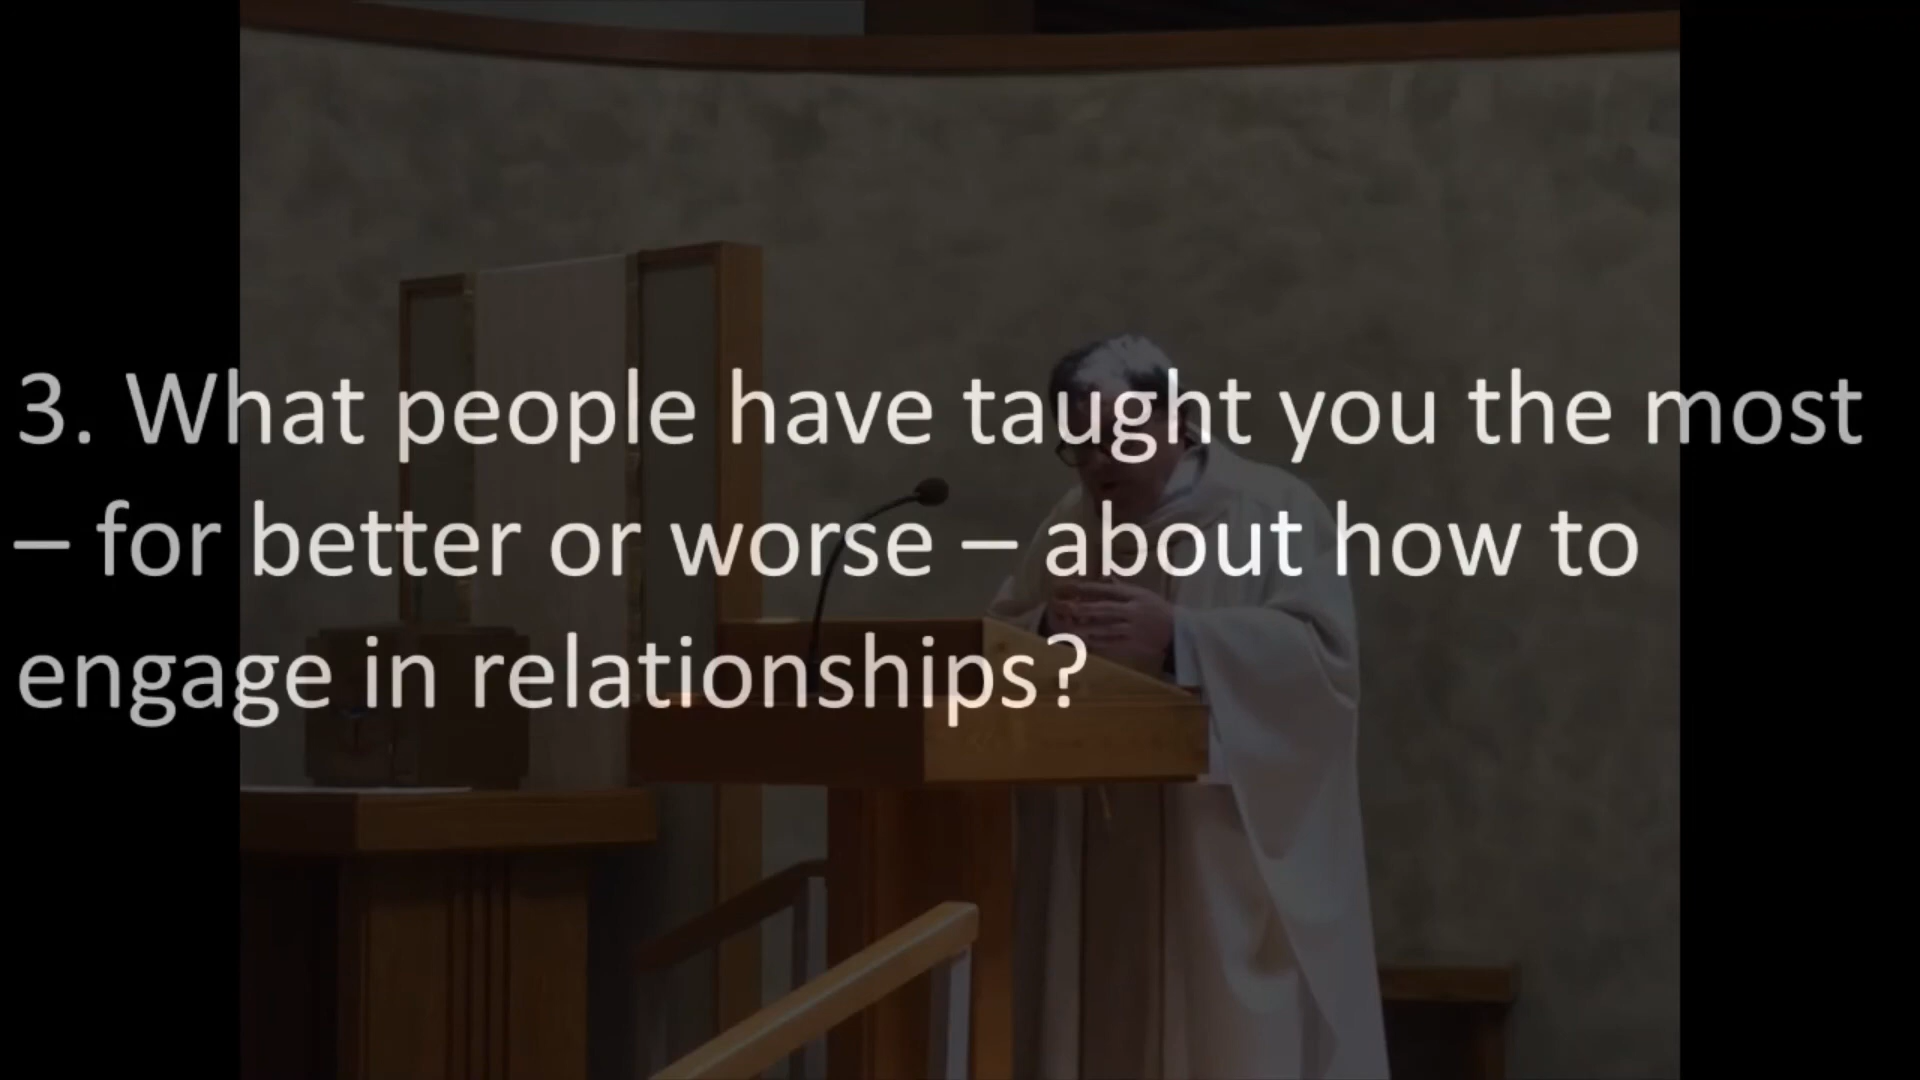 3. What people have taught you the most
– for better or worse – about how to
engage in relationships?